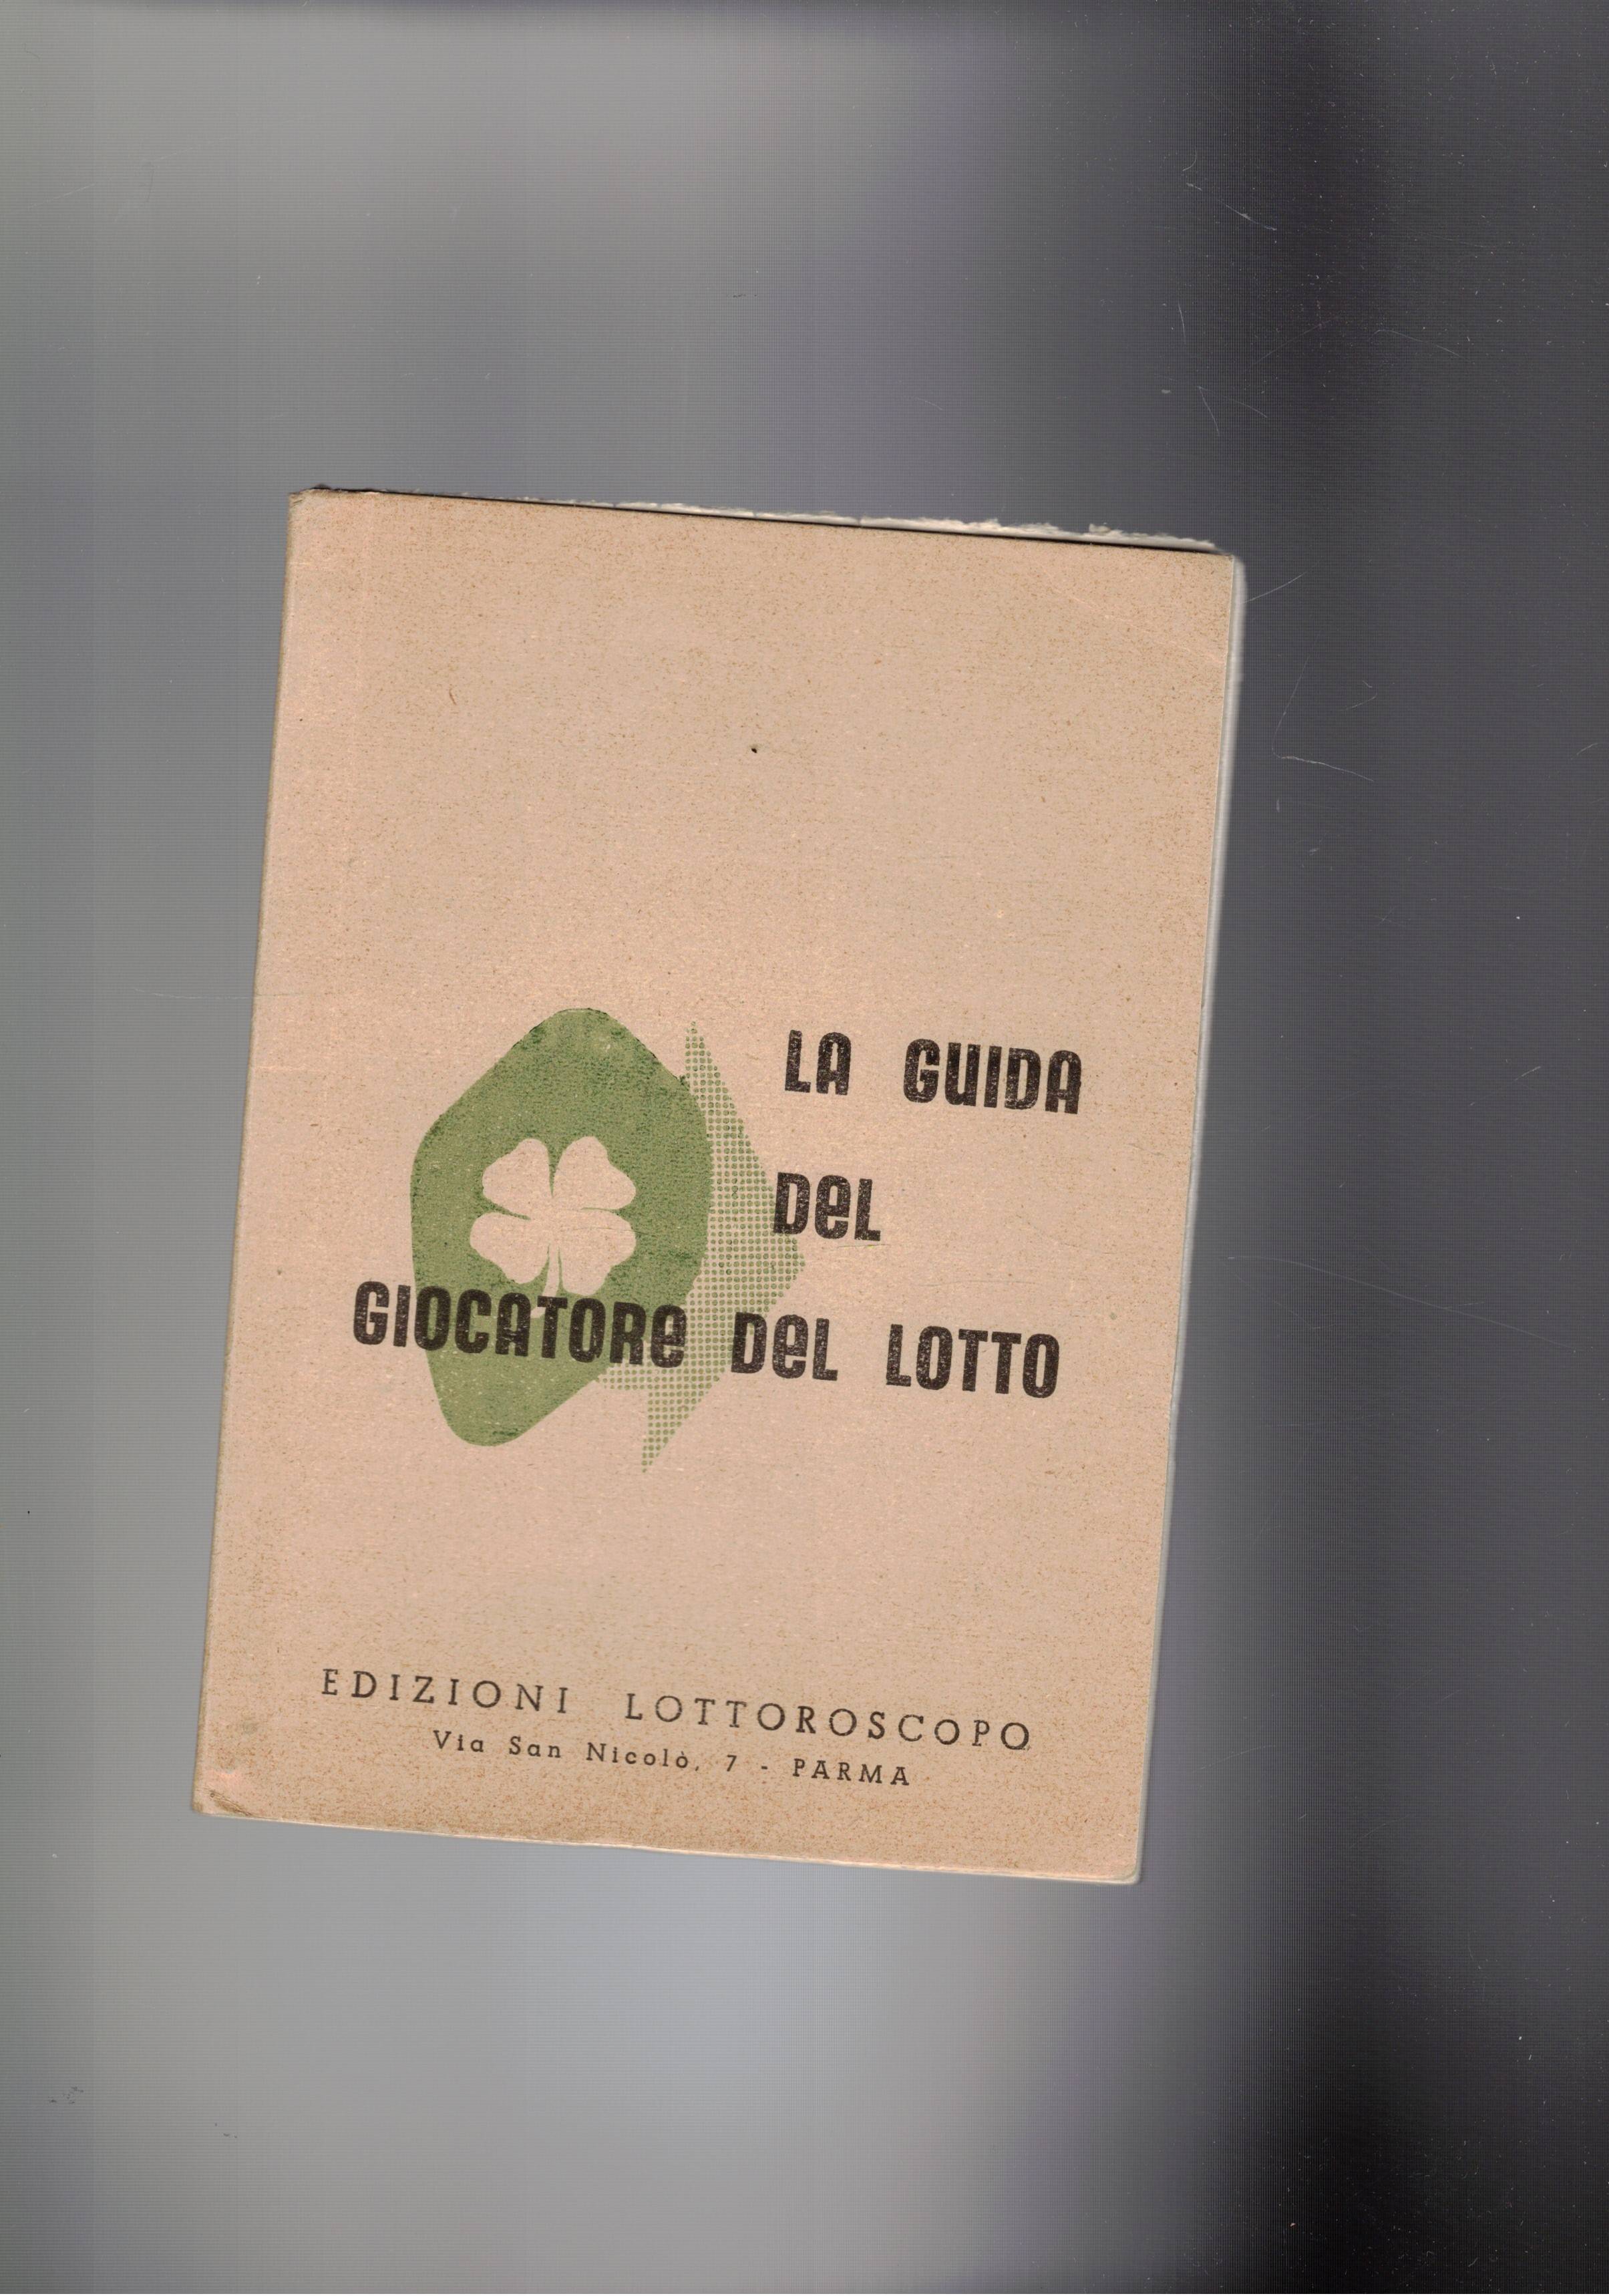 LA GUIDA
DEL
GIOCATORE DEL LOTTO
EDIZIONI LOTTOROSCOPO
Via San Nicolò, 7 - PARMA